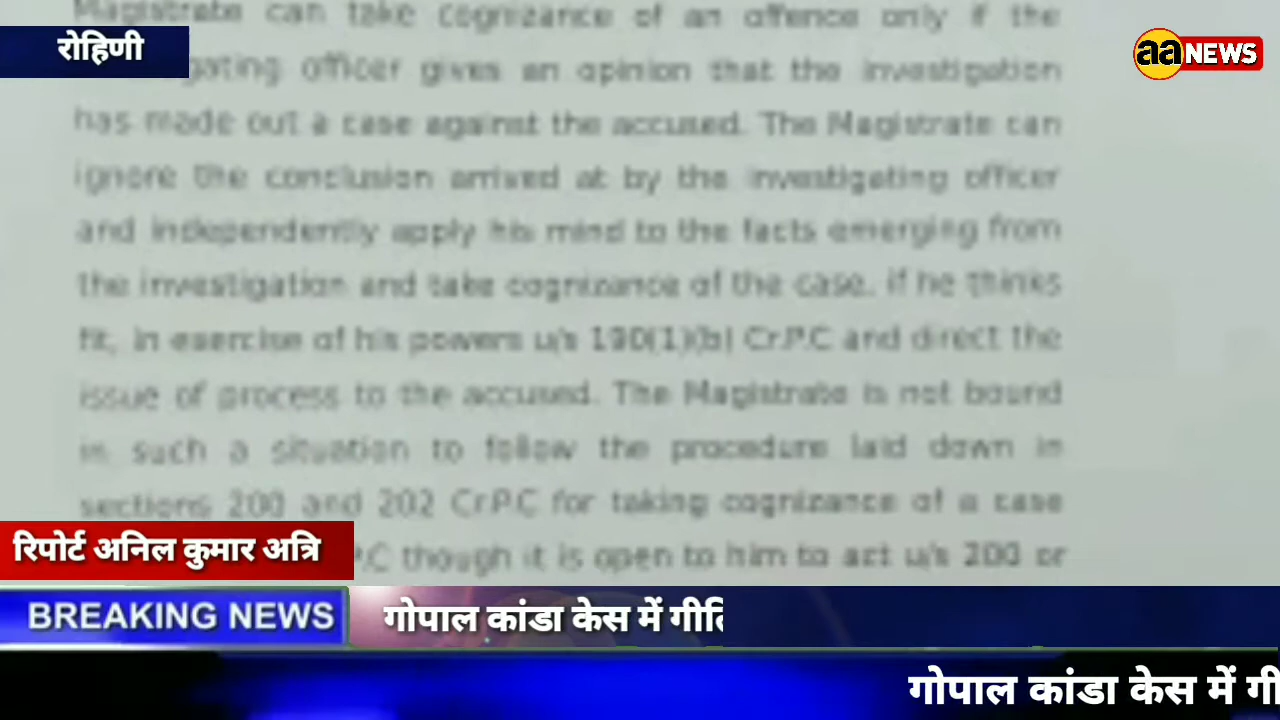 Magistrate can take cognizance of an offence only if the
रोहिणी
aa NEWS
officer gives an opinion that the investigation
has made out a case against the accused. The Magistrate can
ignore the conclusion arrived at by the investigating officer
and independently apply his mind to the facts emerging from
the investigation and take cognizance of the case, if he thinks
fit, in exercise of his powers u/s 190(1)(b) Cr.P.C and direct the
issue of process to the accused. The Magistrate is not bound
in such a situation to follow the procedure laid down in
sections 200 and 202 Cr.P.C for taking cognizance of a case
रिपोर्ट अनिल कुमार अत्रि
though it is open to him to act u/s 200 or
BREAKING NEWS
गोपाल कांडा केस में
गोपाल कांडा केस में गी